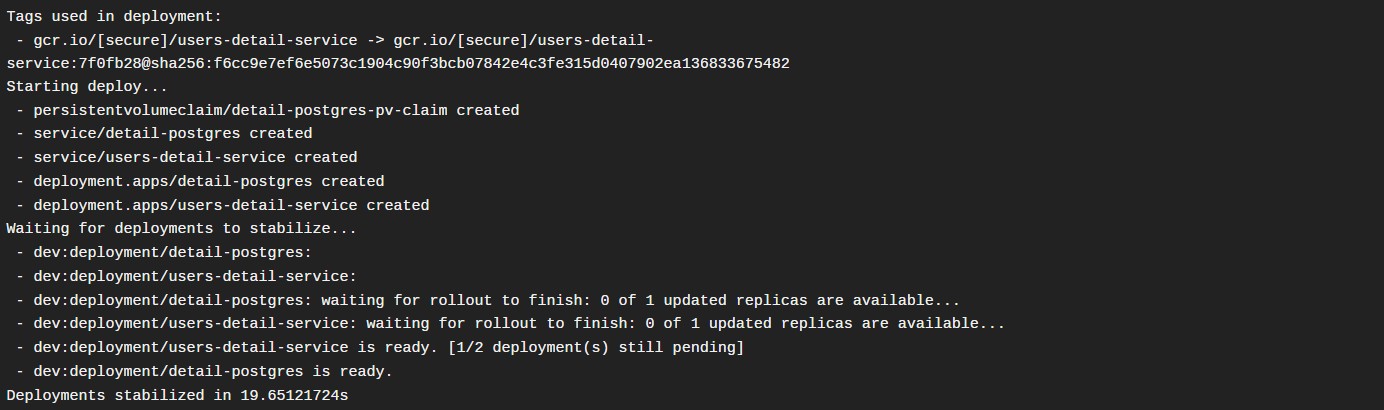 Tags used in deployment:
 - gcr.io/[secure]/users-detail-service -> gcr.io/[secure]/users-detail-
service:7f0fb28@sha256:f6cc9e7ef6e5073c1904c90f3bcb07842e4c3fe315d0407902ea136833675482
Starting deploy...
 - persistentvolumeclaim/detail-postgres-pv-claim created
 - service/detail-postgres created
 - service/users-detail-service created
 - deployment.apps/detail-postgres created
 - deployment.apps/users-detail-service created
Waiting for deployments to stabilize...
 - dev:deployment/detail-postgres:
 - dev:deployment/users-detail-service:
 - dev:deployment/detail-postgres: waiting for rollout to finish: 0 of 1 updated replicas are available...
 - dev:deployment/users-detail-service: waiting for rollout to finish: 0 of 1 updated replicas are available...
 - dev:deployment/users-detail-service is ready. [1/2 deployment(s) still pending]
 - dev:deployment/detail-postgres is ready.
Deployments stabilized in 19.65121724s